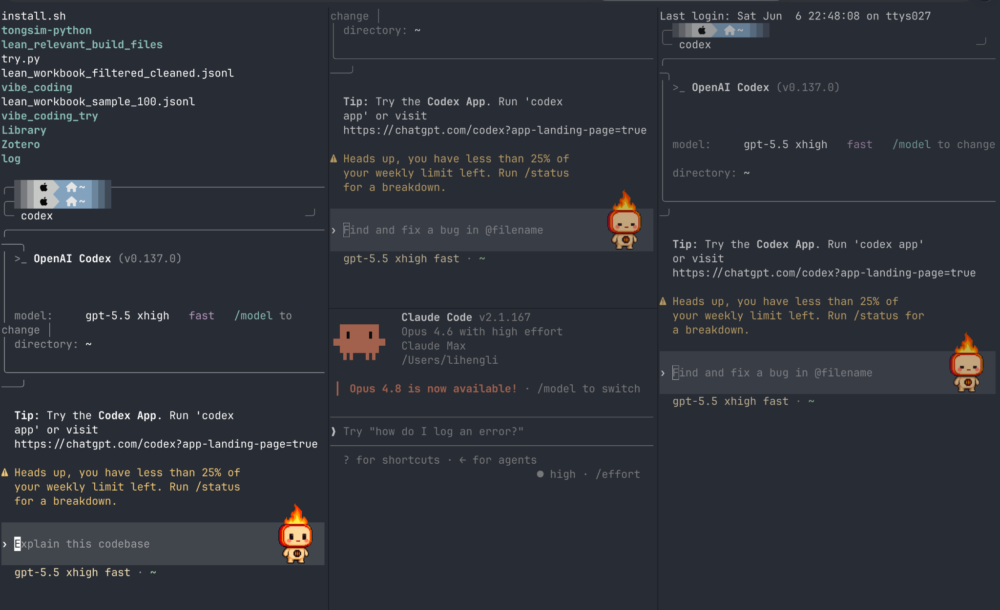 install.sh
tongsim-python
lean_relevant_build_files
try.py
lean_workbook_filtered_cleaned.jsonl
vibe_coding
lean_workbook_sample_100.jsonl
vibe_coding_try
Library
Zotero
log
~
~
codex
>_ OpenAI Codex (v0.137.0)
model: gpt-5.5 xhigh fast /model to
change
directory: ~
Tip: Try the Codex App. Run 'codex
app' or visit
https://chatgpt.com/codex?app-landing-page=true
⚠ Heads up, you have less than 25% of
your weekly limit left. Run /status
for a breakdown.
› Explain this codebase
gpt-5.5 xhigh fast · ~
change
directory: ~
Tip: Try the Codex App. Run 'codex
app' or visit
https://chatgpt.com/codex?app-landing-page=true
⚠ Heads up, you have less than 25% of
your weekly limit left. Run /status
for a breakdown.
› Find and fix a bug in @filename
gpt-5.5 xhigh fast · ~
Claude Code v2.1.167
Opus 4.6 with high effort
Claude Max
/Users/lihengli
Opus 4.8 is now available! · /model to switch
❯ Try "how do I log an error?"
? for shortcuts · ← for agents
● high · /effort
Last login: Sat Jun  6 22:48:08 on ttys027
~
codex
>_ OpenAI Codex (v0.137.0)
model: gpt-5.5 xhigh fast /model to change
directory: ~
Tip: Try the Codex App. Run 'codex app'
or visit
https://chatgpt.com/codex?app-landing-page=true
⚠ Heads up, you have less than 25% of
your weekly limit left. Run /status for
a breakdown.
› Find and fix a bug in @filename
gpt-5.5 xhigh fast · ~